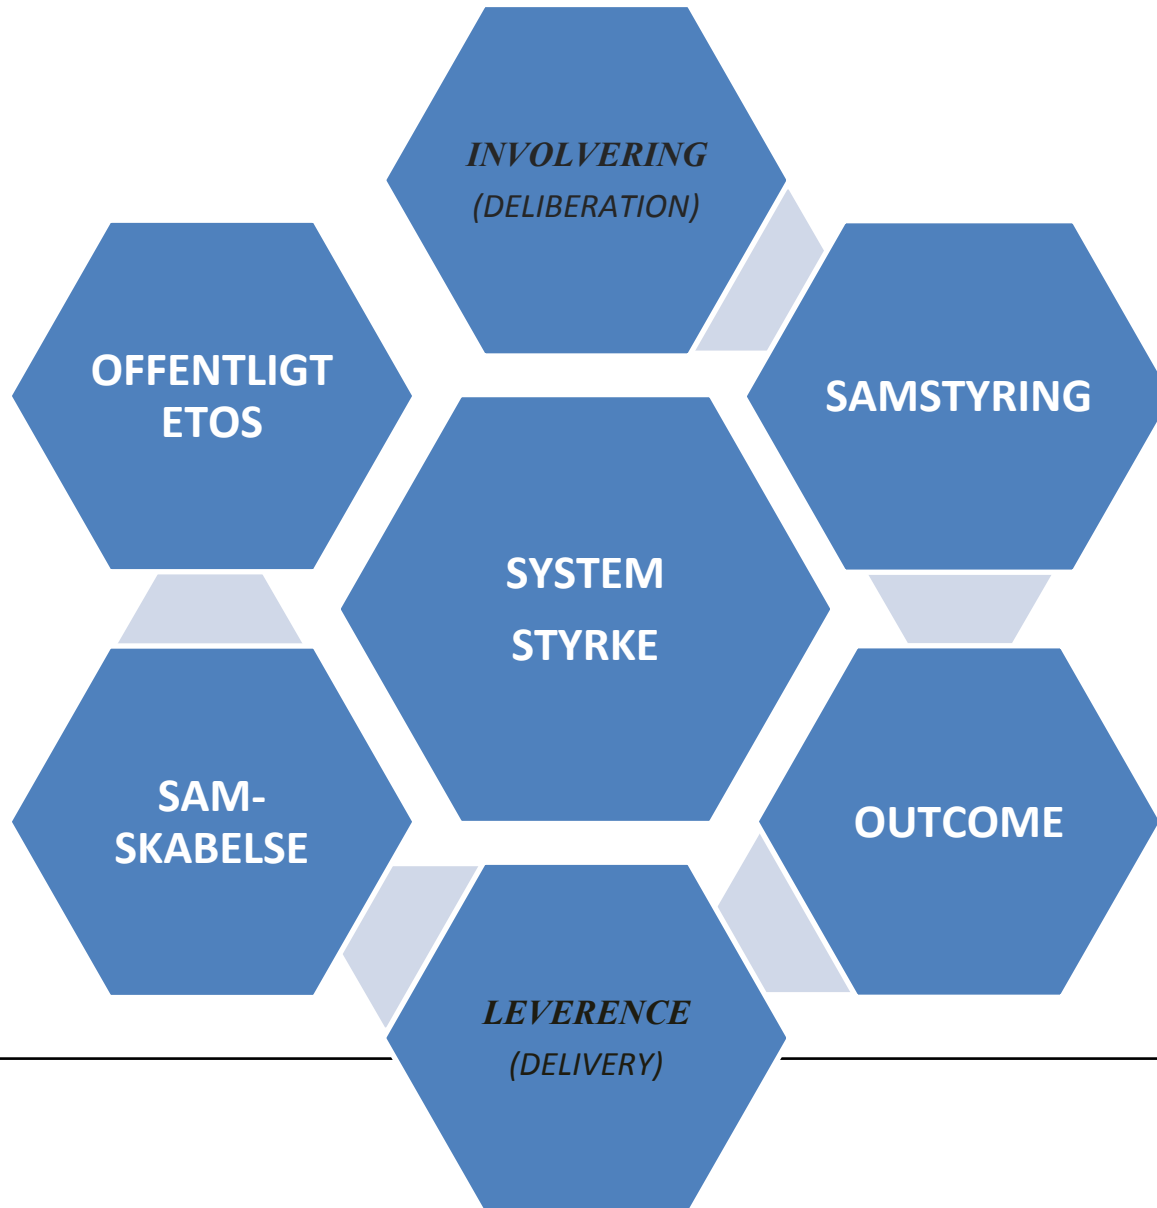 INVOLVERING
(DELIBERATION)
OFFENTLIGT
ETOS
SAMSTYRING
SYSTEM
STYRKE
SAM-
SKABELSE
OUTCOME
LEVERENCE
(DELIVERY)